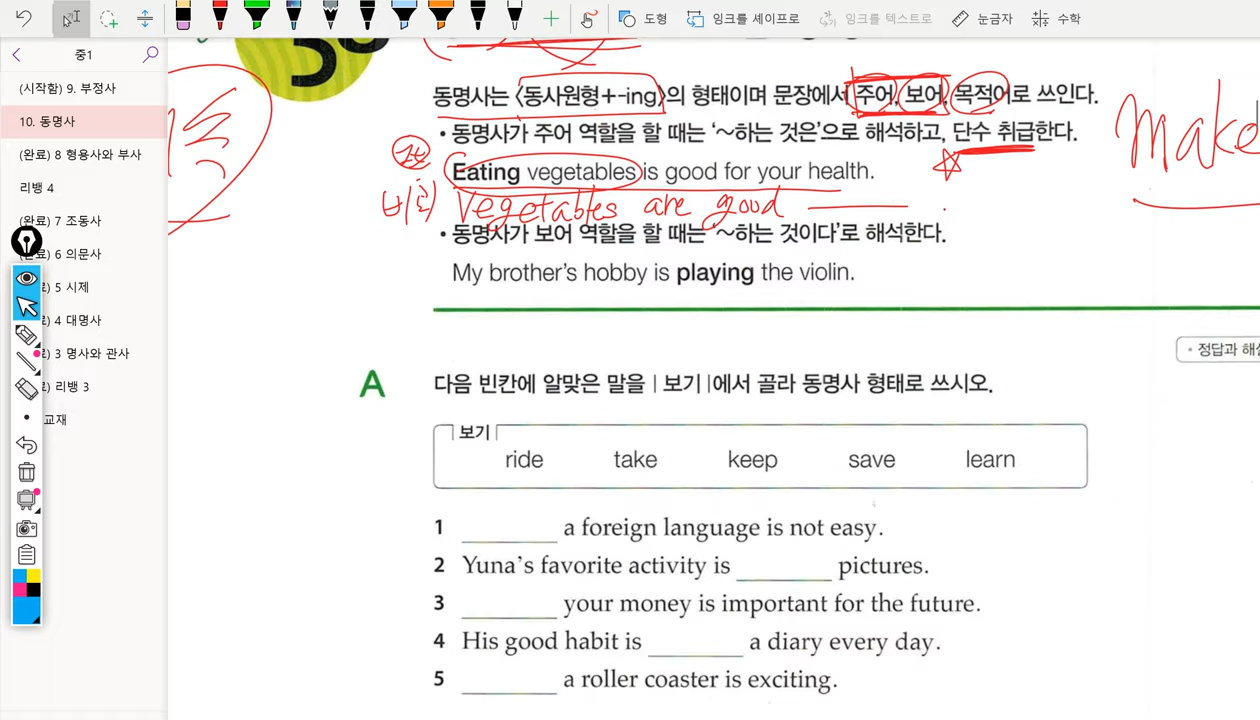 도형 잉크를 셰이프로 잉크를 텍스트로 눈금자 수학
중1
(시작함) 9. 부정사
10. 동명사
(완료) 8 형용사와 부사
리뱅 4
(완료) 7 조동사
료) 6 의문사
료) 5 시제
료) 4 대명사
료) 3 명사와 관사
료) 리뱅 3
교재
동명사는 〈동사원형+-ing〉의 형태이며 문장에서 주어, 보어, 목적어로 쓰인다.
• 동명사가 주어 역할을 할 때는 '~하는 것은'으로 해석하고, 단수 취급한다.
Make
Eating vegetables is good for your health.
비교) Vegetables are good
• 동명사가 보어 역할을 할 때는 '~하는 것이다'로 해석한다.
My brother's hobby is playing the violin.
• 정답과 해설
A 다음 빈칸에 알맞은 말을 | 보기 |에서 골라 동명사 형태로 쓰시오.
보기
ride take keep save learn
1 ________ a foreign language is not easy.
2 Yuna's favorite activity is ________ pictures.
3 ________ your money is important for the future.
4 His good habit is ________ a diary every day.
5 ________ a roller coaster is exciting.